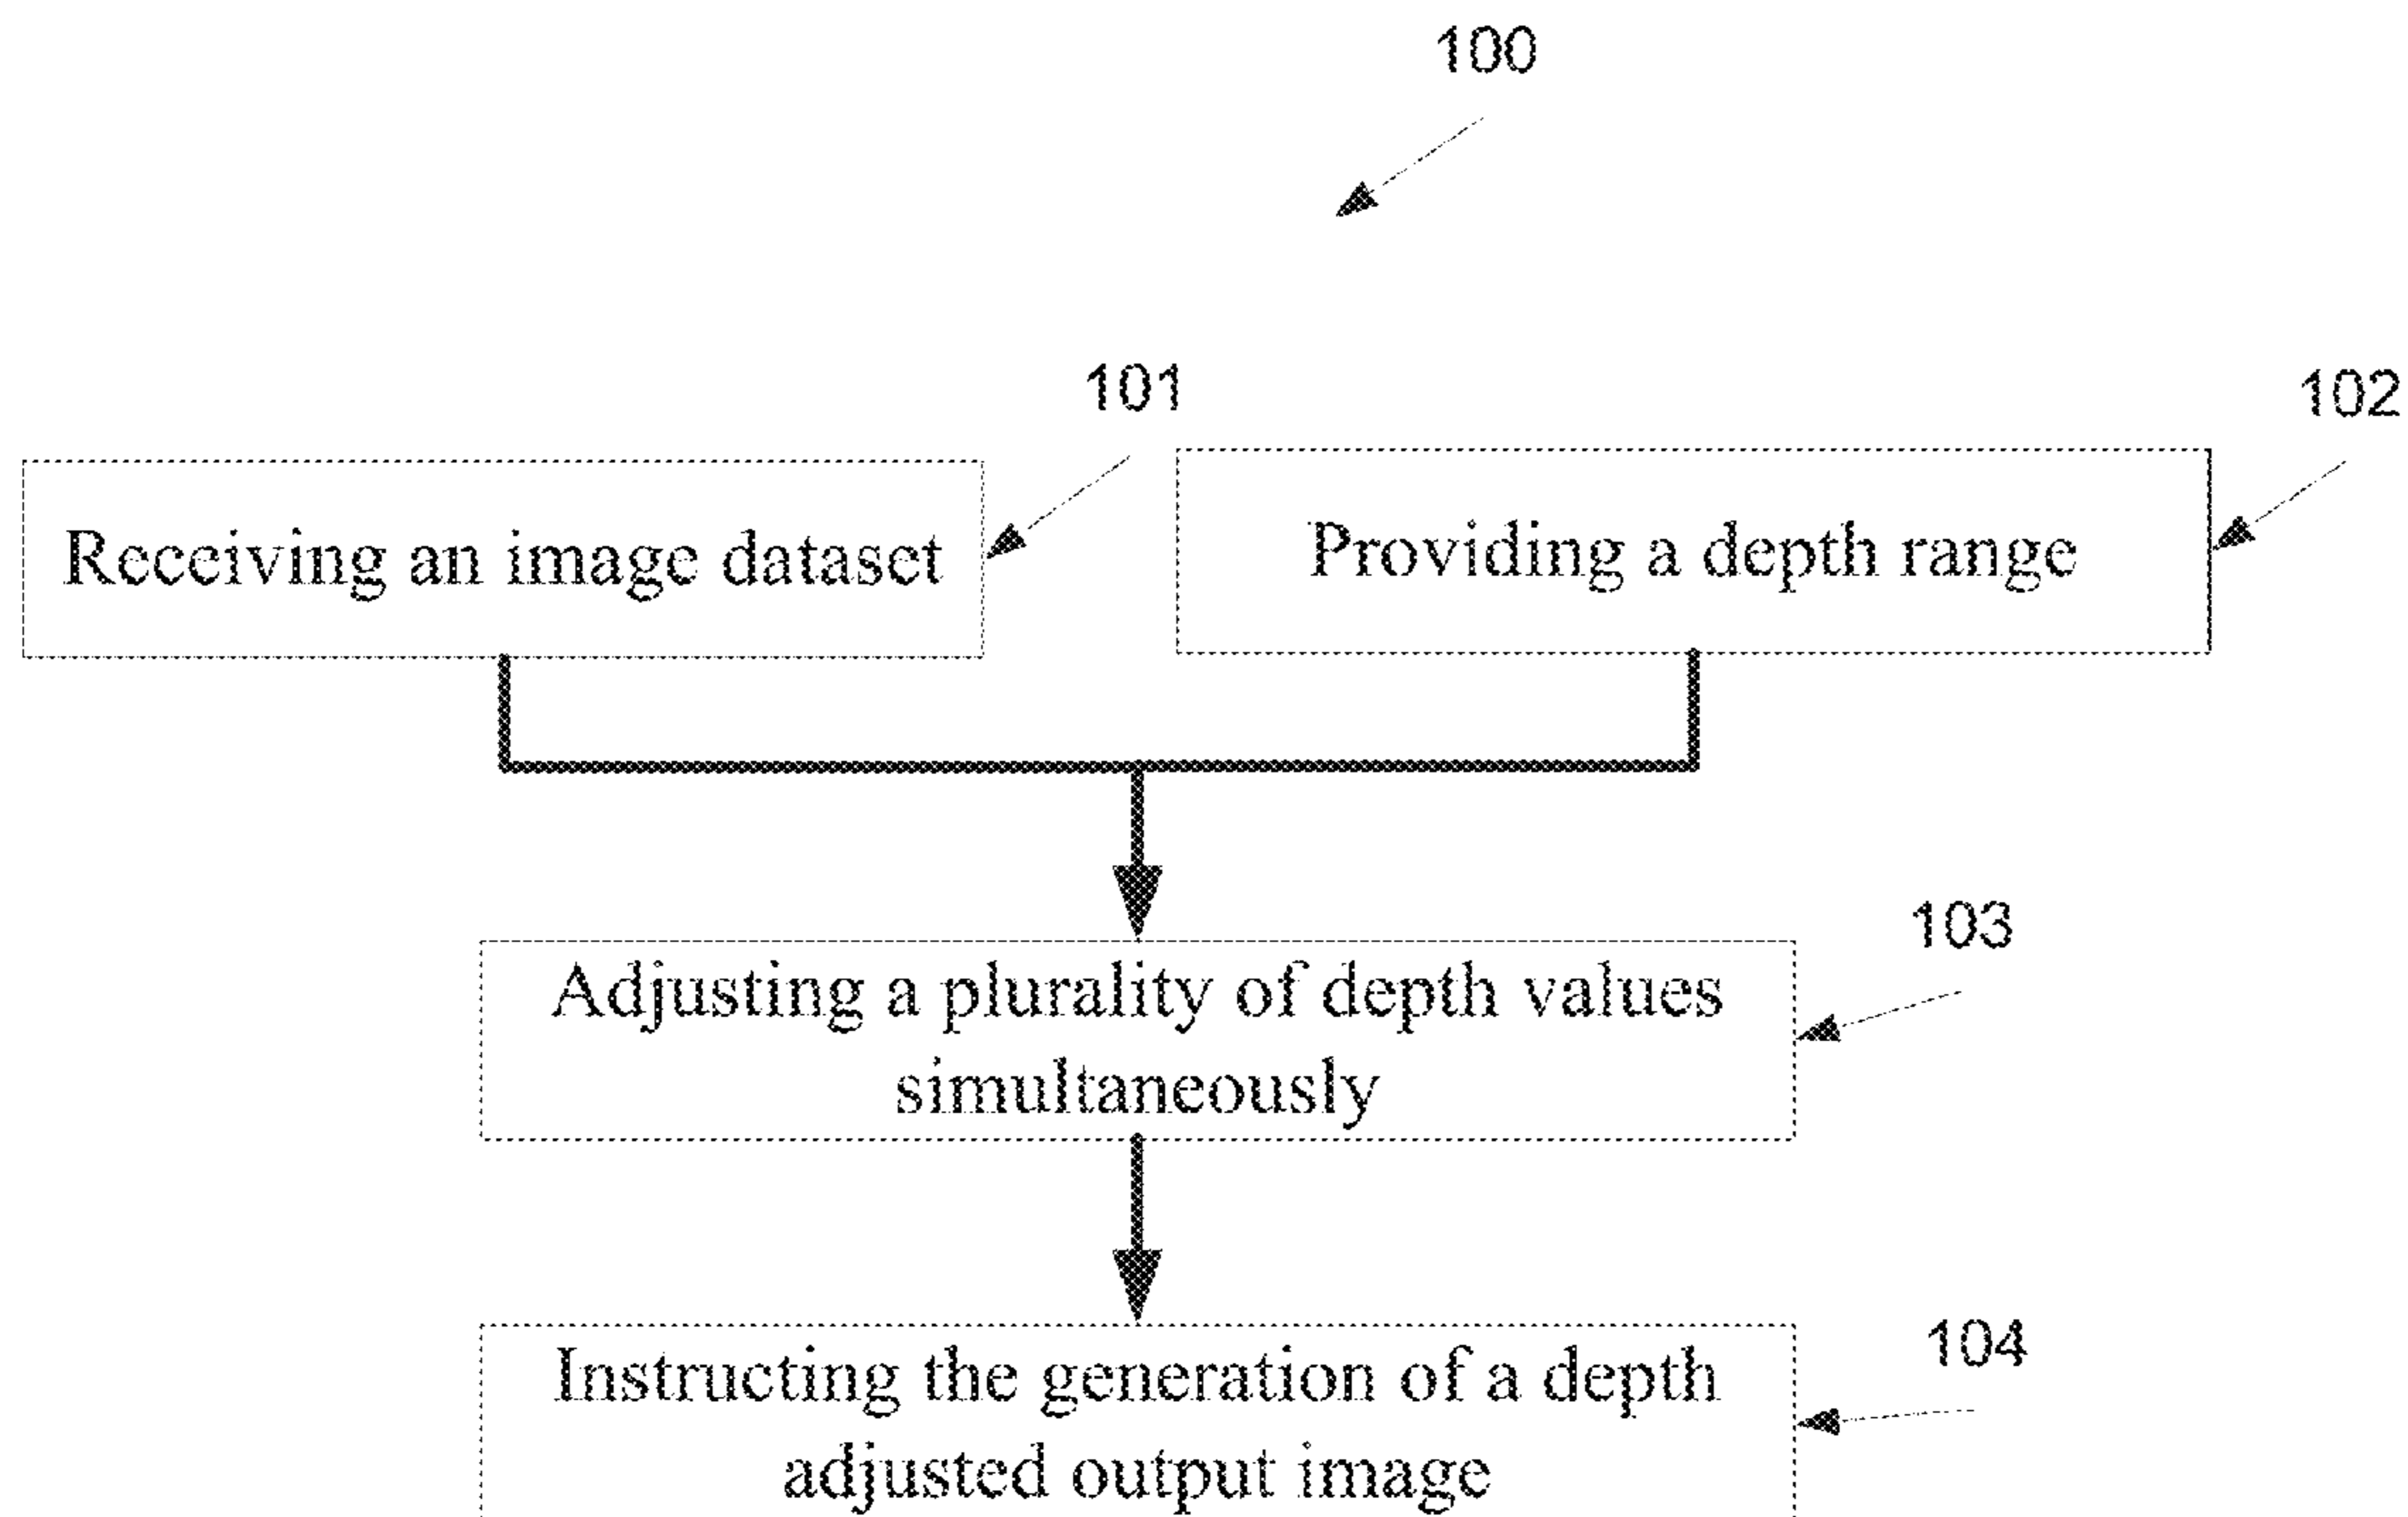 100
101
102
Receiving an image dataset
Providing a depth range
103
Adjusting a plurality of depth values
simultaneously
104
Instructing the generation of a depth
adjusted output image